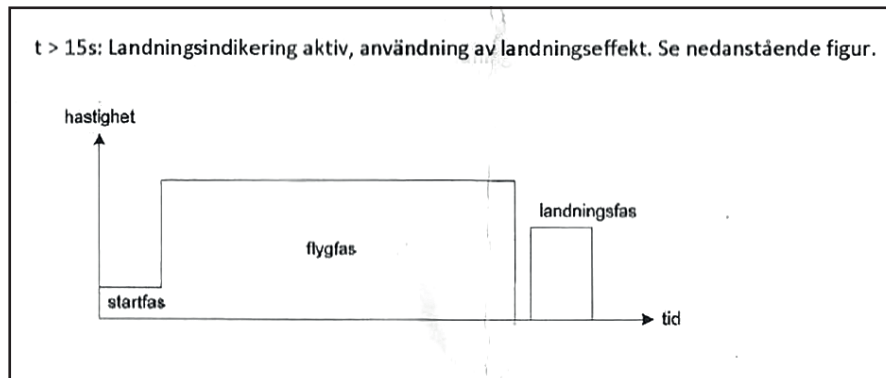 t > 15s: Landningsindikering aktiv, användning av landningseffekt. Se nedanstående figur.
hastighet
landningsfas
flygfas
startfas
tid